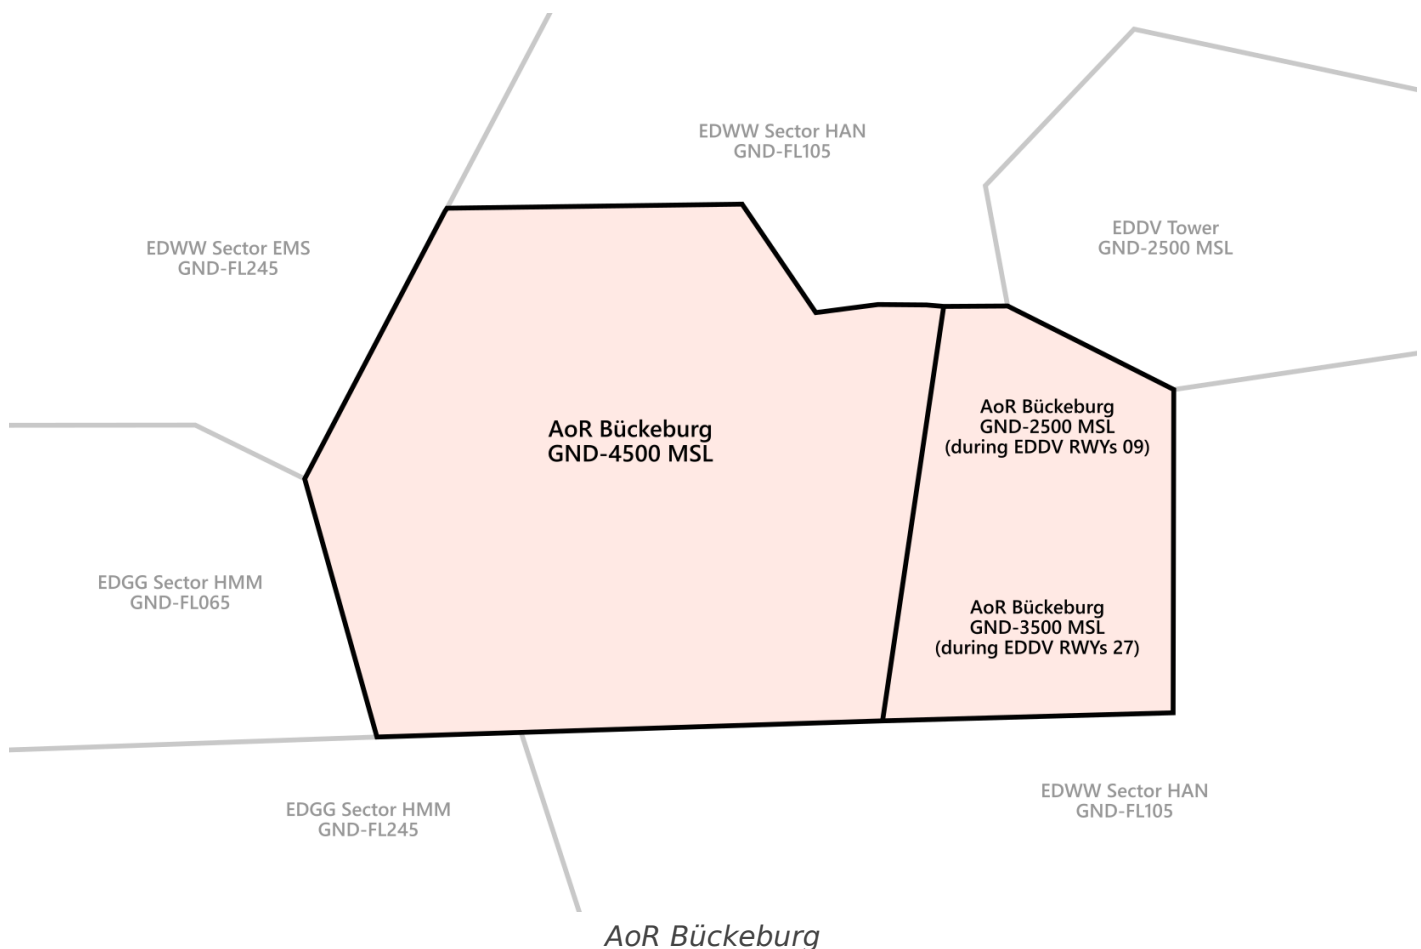 EDWW Sector HAN
GND-FL105
EDDV Tower
GND-2500 MSL
EDWW Sector EMS
GND-FL245
AoR Bückeburg
GND-4500 MSL
AoR Bückeburg
GND-2500 MSL
(during EDDV RWYs 09)
EDGG Sector HMM
GND-FL065
AoR Bückeburg
GND-3500 MSL
(during EDDV RWYs 27)
EDGG Sector HMM
GND-FL245
EDWW Sector HAN
GND-FL105
AoR Bückeburg